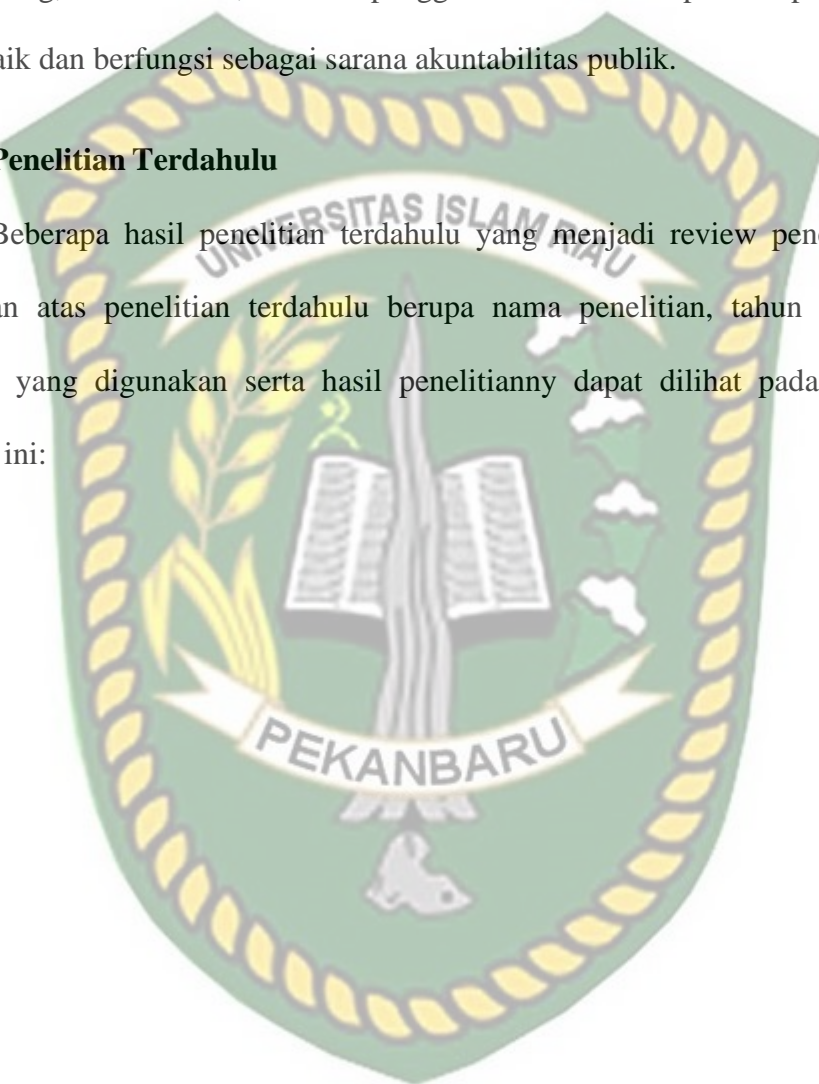 aik dan berfungsi sebagai sarana akuntabilitas publik.
Penelitian Terdahulu
Beberapa hasil penelitian terdahulu yang menjadi review pen
an atas penelitian terdahulu berupa nama penelitian, tahun
yang digunakan serta hasil penelitianny dapat dilihat pada
ini:
UNIVERSITAS ISLAM RIAU
PEKANBARU